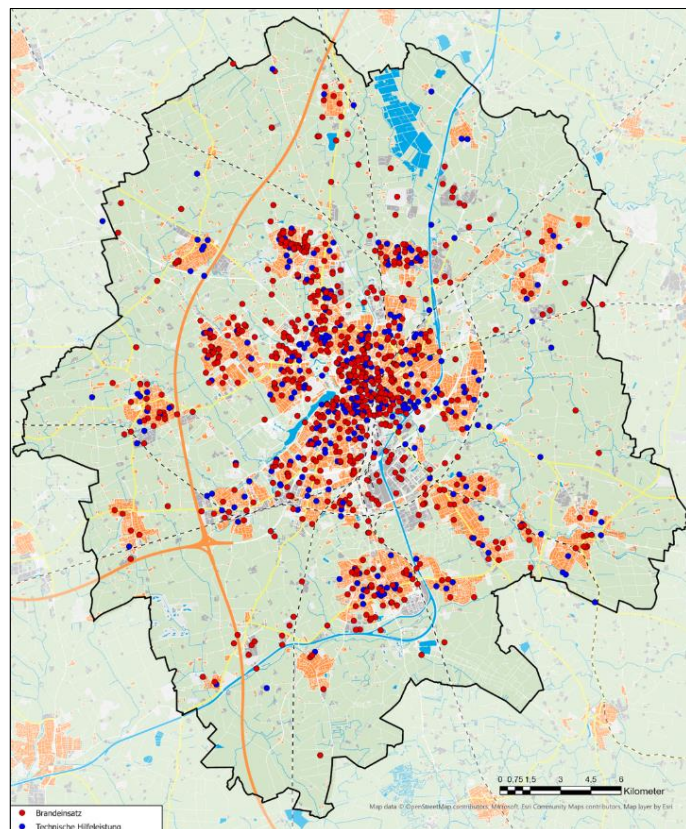 0 0.75 1.5 3 4.5 6
Kilometer
Map data © OpenStreetMap contributors, Microsoft, Esri Community Maps contributors, Map layer by Esri
Brandeinsatz
Technische Hilfeleistung